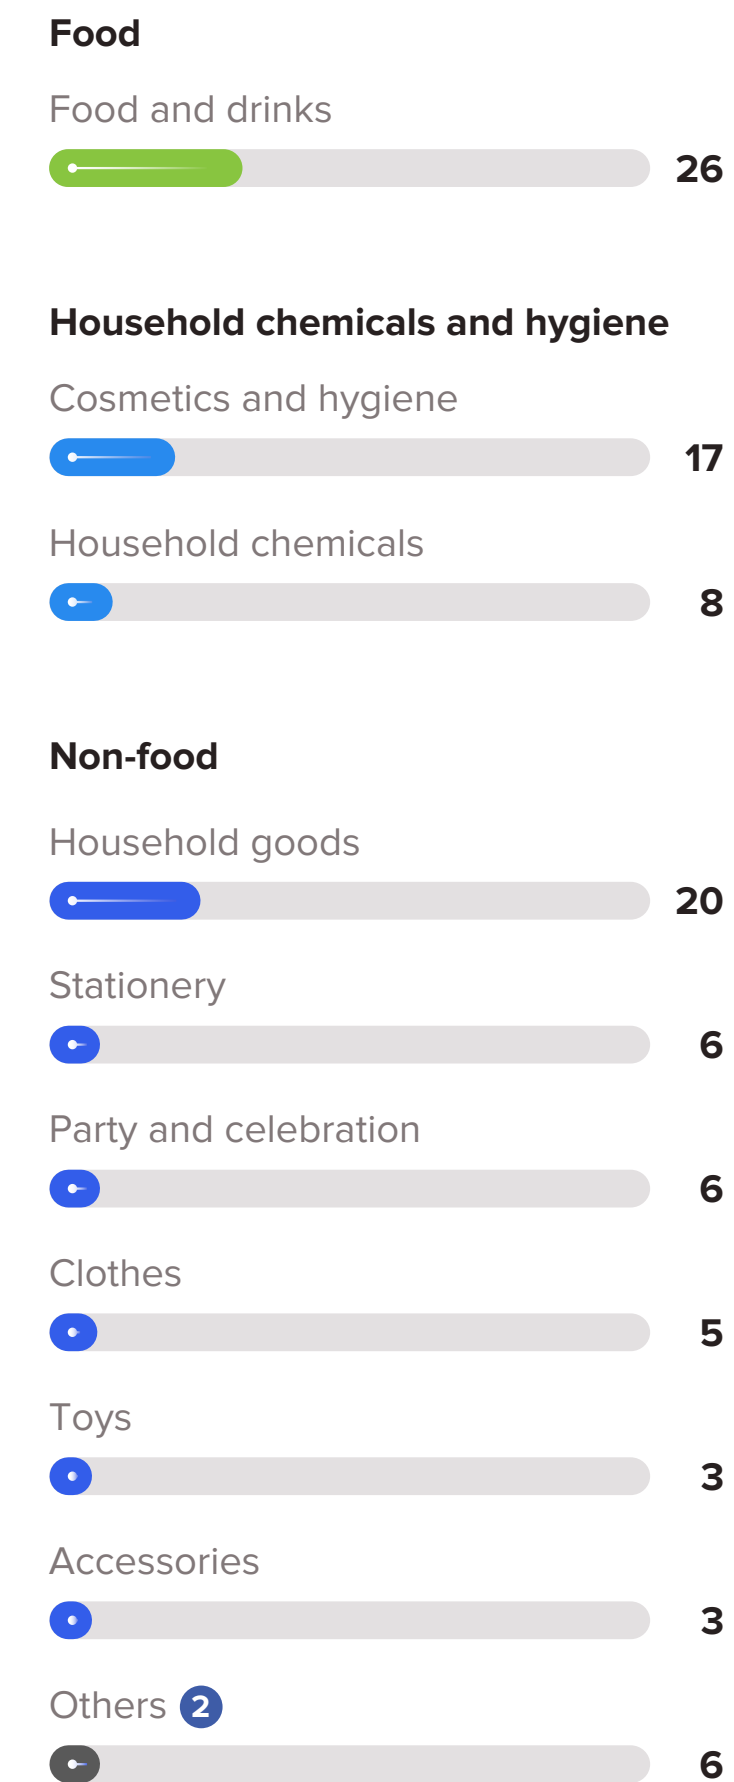 Food
Food and drinks
26
Household chemicals and hygiene
Cosmetics and hygiene
17
Household chemicals
8
Non-food
Household goods
20
Stationery
6
Party and celebration
6
Clothes
5
Toys
3
Accessories
3
Others 2
6